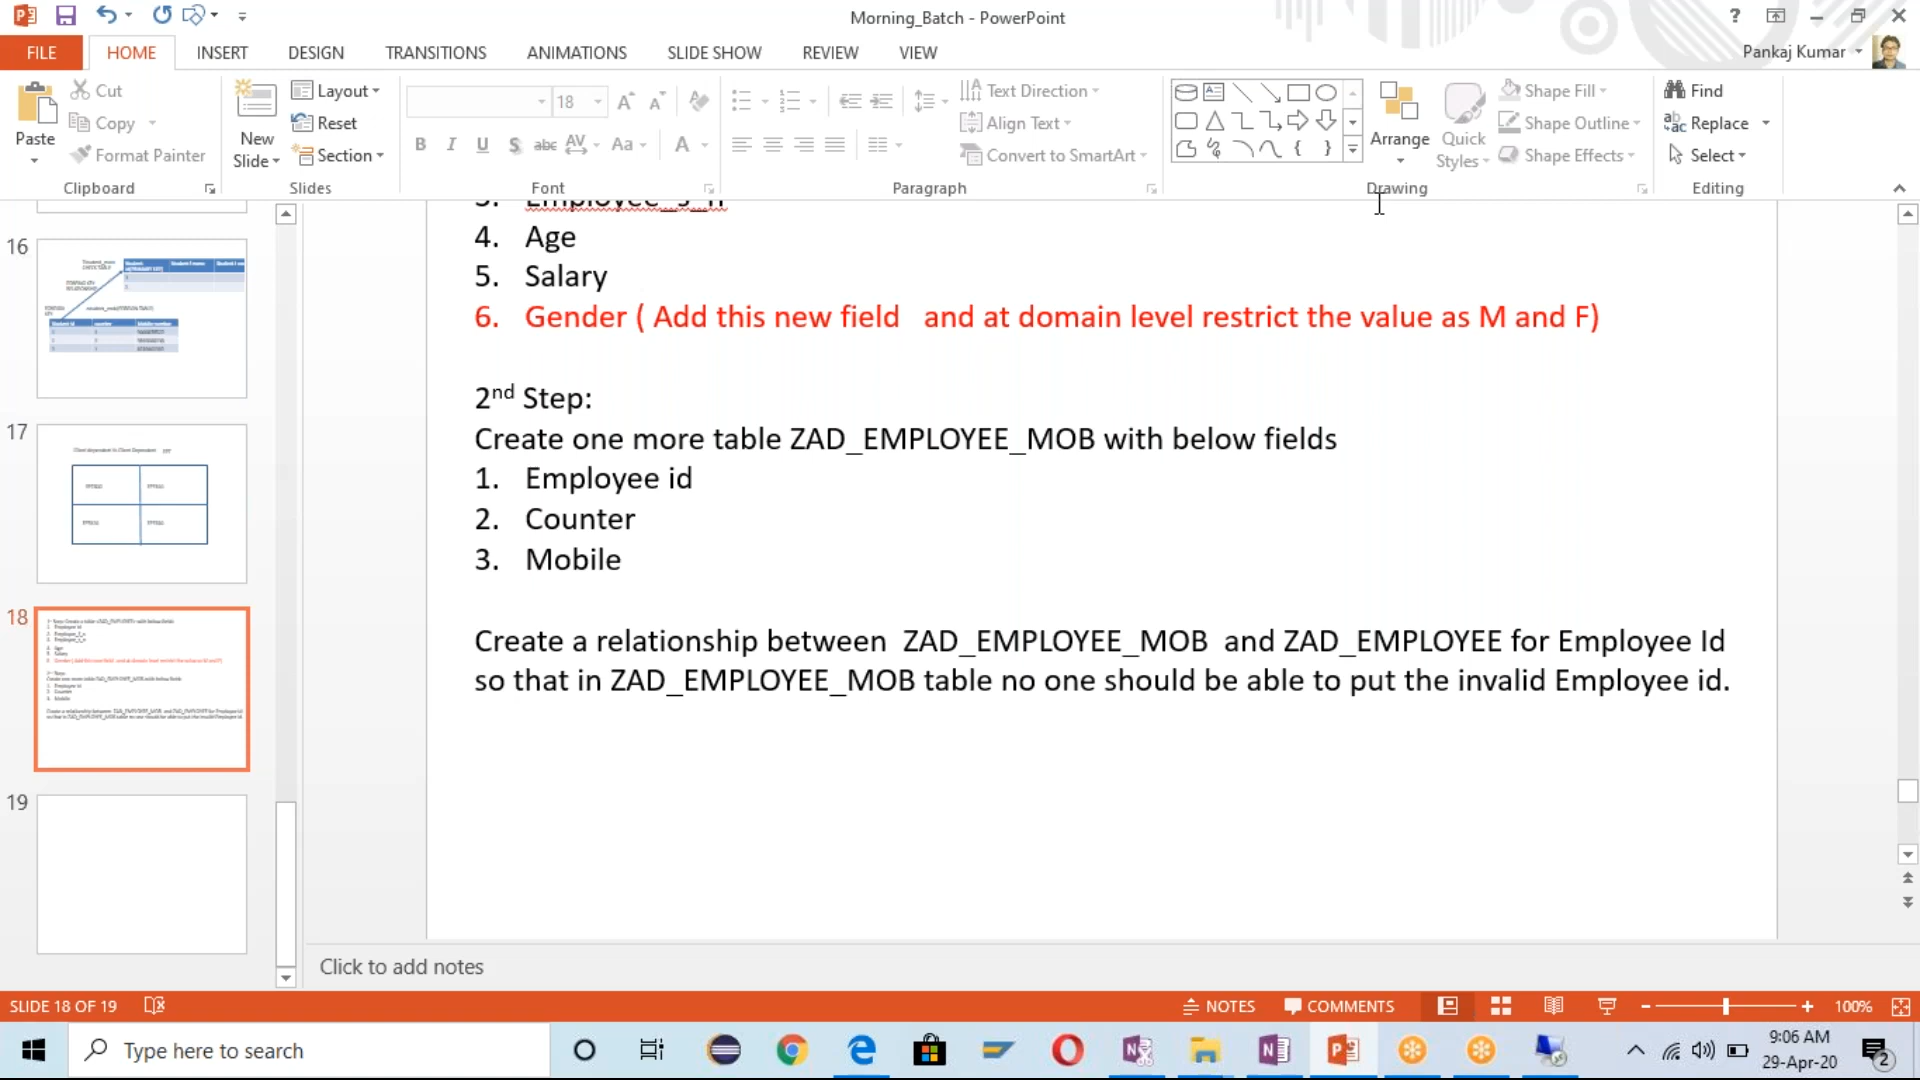 Morning_Batch - PowerPoint
?
FILE HOME INSERT DESIGN TRANSITIONS ANIMATIONS SLIDE SHOW REVIEW VIEW
Pankaj Kumar
Paste
Cut
Copy
Format Painter
Clipboard
New
Slide
Layout
Reset
Section
Slides
18
Font
Text Direction
Align Text
Convert to SmartArt
Paragraph
Arrange
Quick
Styles
Shape Fill
Shape Outline
Shape Effects
Drawing
Find
Replace
Select
Editing
16
17
18
19
4. Age
5. Salary
6. Gender ( Add this new field and at domain level restrict the value as M and F)
2nd Step:
Create one more table ZAD_EMPLOYEE_MOB with below fields
1. Employee id
2. Counter
3. Mobile
Create a relationship between ZAD_EMPLOYEE_MOB and ZAD_EMPLOYEE for Employee Id
so that in ZAD_EMPLOYEE_MOB table no one should be able to put the invalid Employee id.
Click to add notes
SLIDE 18 OF 19
NOTES
COMMENTS
100%
Type here to search
9:06 AM
29-Apr-20
2